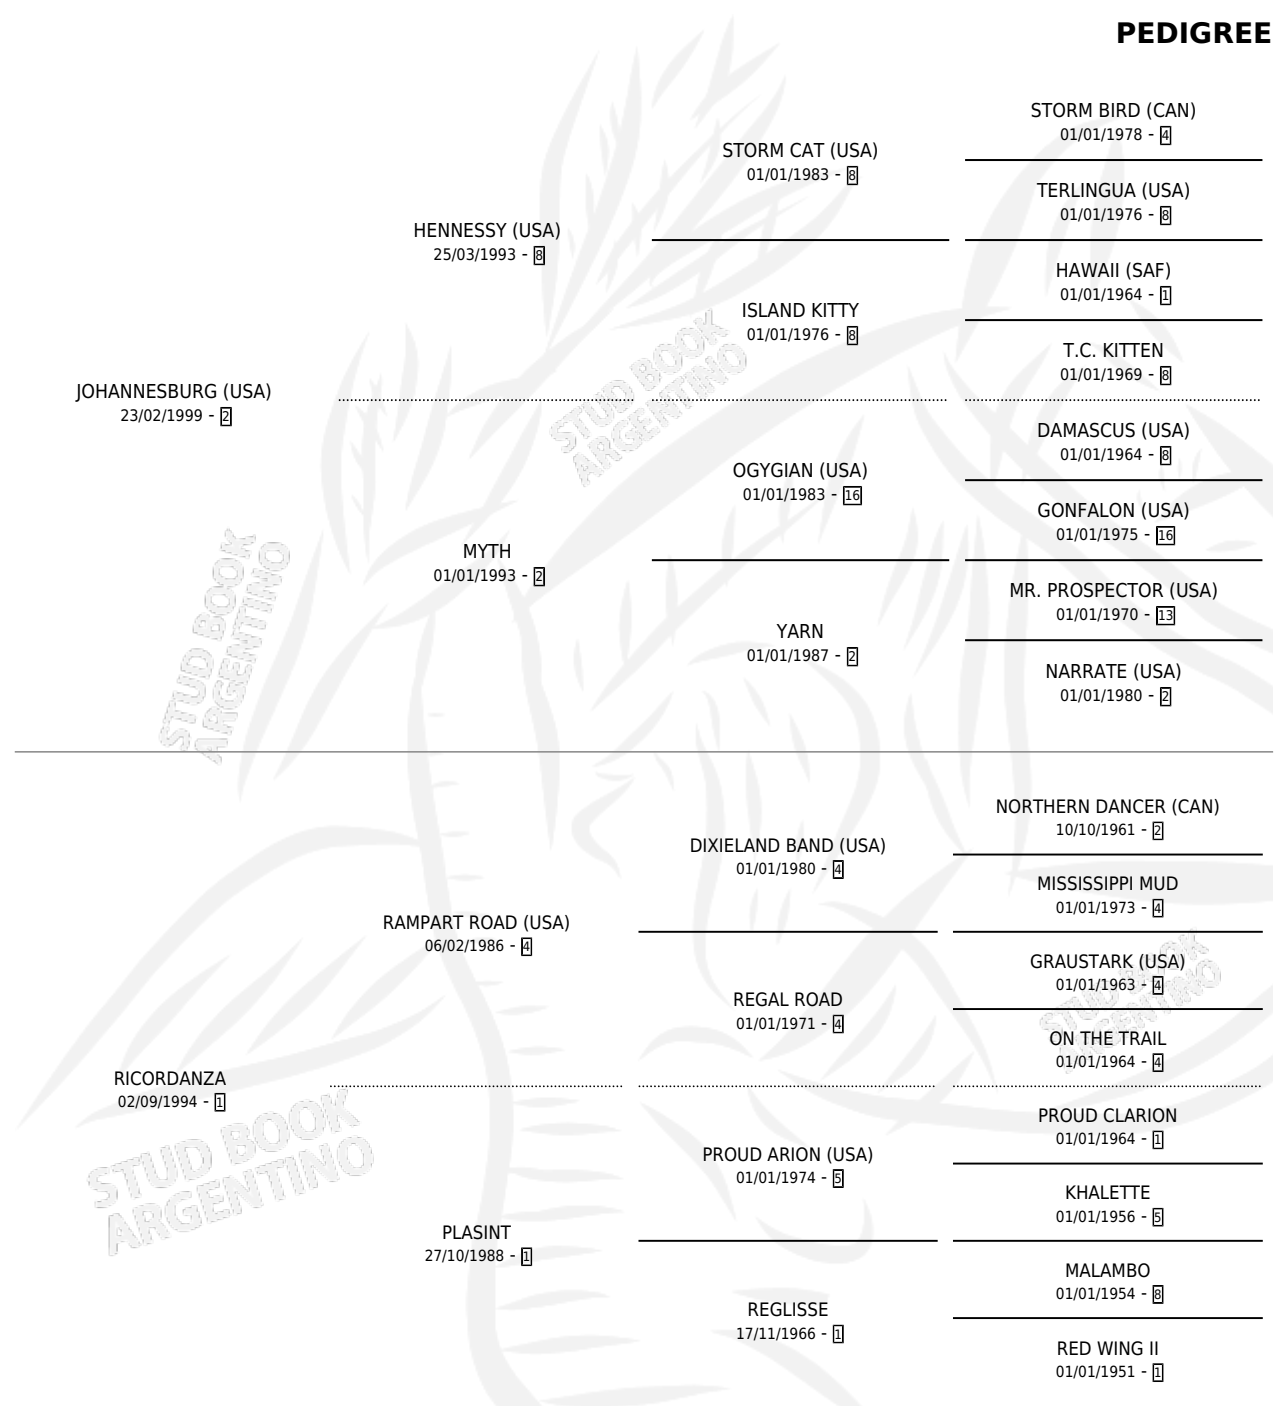 PEDIGREE
STORM BIRD (CAN)
01/01/1978 - 4
STORM CAT (USA)
01/01/1983 - 8
TERLINGUA (USA)
01/01/1976 - 8
HENNESSY (USA)
25/03/1993 - 8
HAWAII (SAF)
01/01/1964 - 1
ISLAND KITTY
01/01/1976 - 8
T.C. KITTEN
01/01/1969 - 8
JOHANNESBURG (USA)
23/02/1999 - 2
STUD BOOK
ARGENTINO
DAMASCUS (USA)
01/01/1964 - 8
OGYGIAN (USA)
01/01/1983 - 16
GONFALON (USA)
01/01/1975 - 16
MYTH
01/01/1993 - 2
MR. PROSPECTOR (USA)
01/01/1970 - 13
YARN
01/01/1987 - 2
NARRATE (USA)
01/01/1980 - 2
STUD BOOK
ARGENTINO
NORTHERN DANCER (CAN)
10/10/1961 - 2
DIXIELAND BAND (USA)
01/01/1980 - 4
MISSISSIPPI MUD
01/01/1973 - 4
RAMPART ROAD (USA)
06/02/1986 - 4
GRAUSTARK (USA)
01/01/1963 - 4
REGAL ROAD
01/01/1971 - 4
ON THE TRAIL
01/01/1964 - 4
STUD BOOK
ARGENTINO
RICORDANZA
02/09/1994 - 1
PROUD CLARION
01/01/1964 - 1
PROUD ARION (USA)
01/01/1974 - 5
KHALETTE
01/01/1956 - 5
STUD BOOK
ARGENTINO
PLASINT
27/10/1988 - 1
MALAMBO
01/01/1954 - 8
REGLISSE
17/11/1966 - 1
RED WING II
01/01/1951 - 1